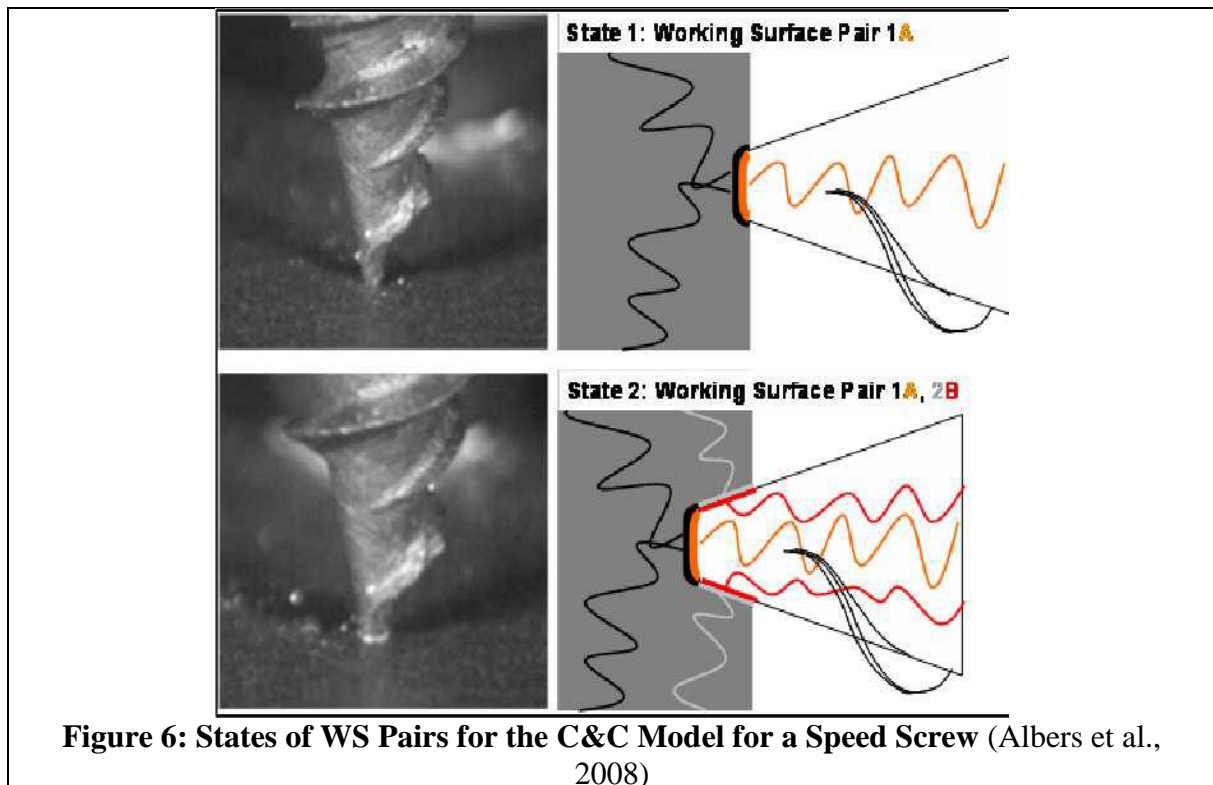 State 1: Working Surface Pair 1A
State 2: Working Surface Pair 1A, 2B
Figure 6: States of WS Pairs for the C&C Model for a Speed Screw (Albers et al.,
2008)